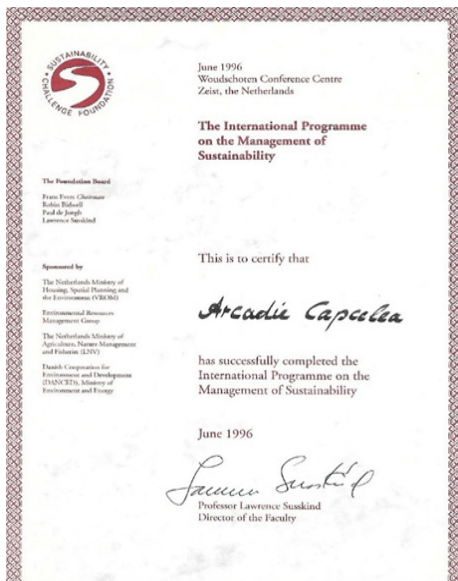 SUSTAINABILITY
CHALLENGE FOUNDATION
June 1996
Woudschoten Conference Centre
Zeist, the Netherlands
The International Programme
on the Management of
Sustainability
The Foundation Board
Frans Evers Chairman
Robin Bidwell
Paul de Jongh
Lawrence Susskind
Sponsored by
The Netherlands Ministry of
Housing, Spatial Planning and
the Environment (VROM)
Environmental Resources
Management Group
The Netherlands Ministry of
Agriculture, Nature Management
and Fisheries (LNV)
Danish Cooperation for
Environment and Development
(DANCED), Ministry of
Environment and Energy
This is to certify that
Arcadie Capcelea
has successfully completed the
International Programme on the
Management of Sustainability
June 1996
Lawrence Susskind
Professor Lawrence Susskind
Director of the Faculty